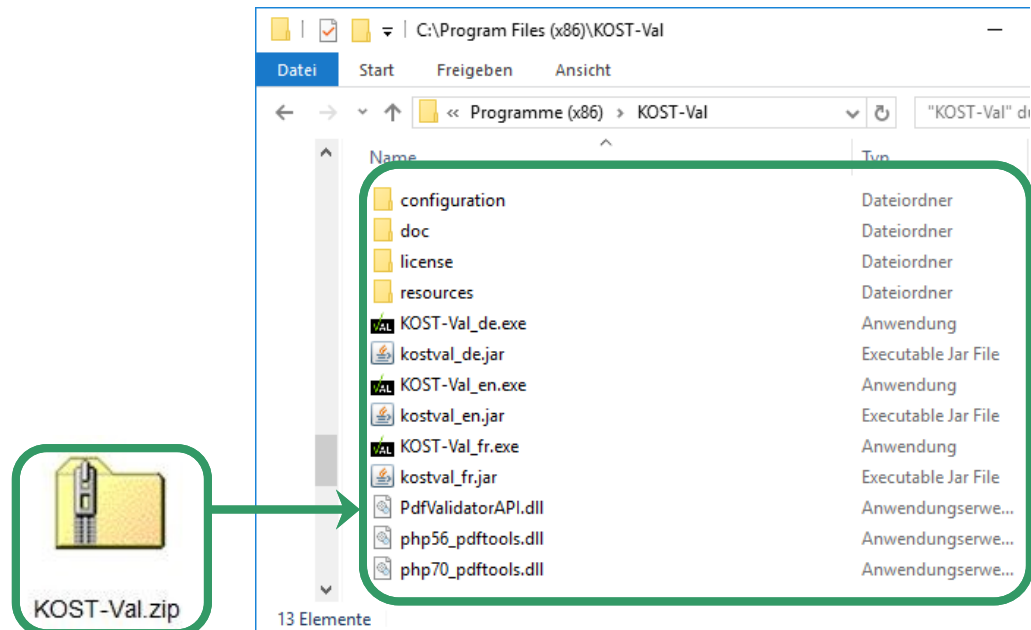 C:\Program Files (x86)\KOST-Val
Datei Start Freigeben Ansicht
« Programme (x86) › KOST-Val "KOST-Val" du
Name Typ
configuration Dateiordner
doc Dateiordner
license Dateiordner
resources Dateiordner
VAL KOST-Val_de.exe Anwendung
kostval_de.jar Executable Jar File
VAL KOST-Val_en.exe Anwendung
kostval_en.jar Executable Jar File
VAL KOST-Val_fr.exe Anwendung
kostval_fr.jar Executable Jar File
PdfValidatorAPI.dll Anwendungserwe...
php56_pdftools.dll Anwendungserwe...
php70_pdftools.dll Anwendungserwe...
KOST-Val.zip
13 Elemente